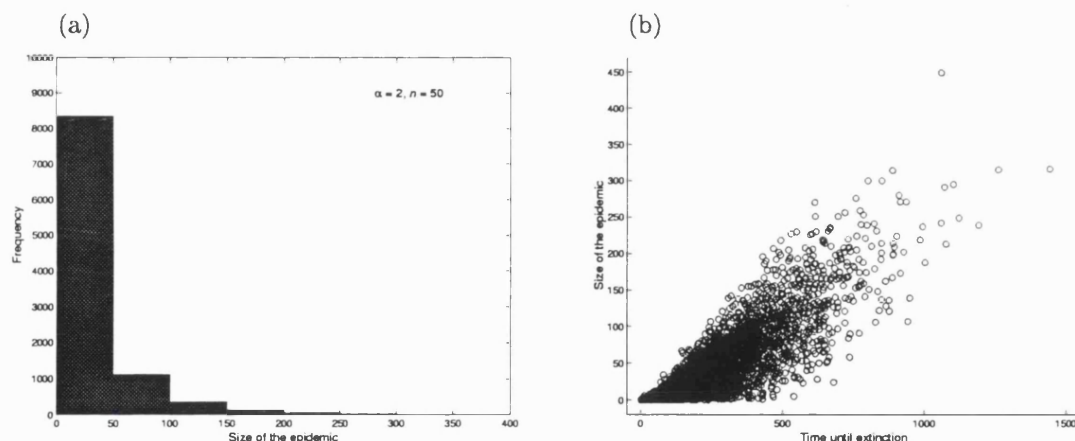 (a)
(b)
Frequency
10000
9000
8000
7000
6000
5000
4000
3000
2000
1000
0
α = 2, n = 50
0 50 100 150 200 250 300 350 400
Size of the epidemic
Size of the epidemic
450
400
350
300
250
200
150
100
50
0
0 500 1000 1500
Time until extinction